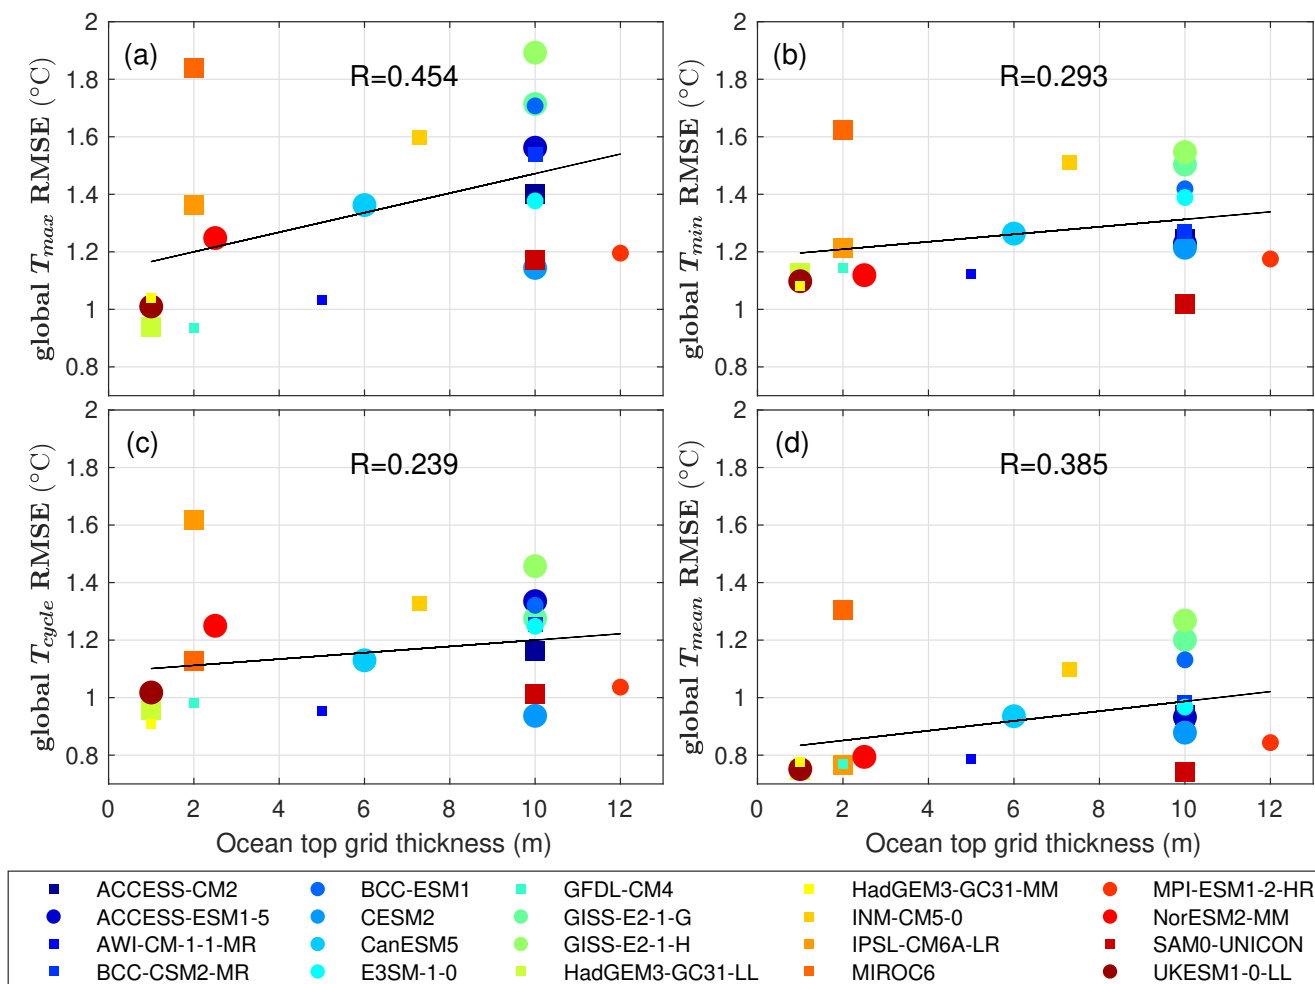 2
1.8
1.6
1.4
1.2
1
0.8
global Tmax RMSE (°C)
(a)
R=0.454
2
1.8
1.6
1.4
1.2
1
0.8
global Tmin RMSE (°C)
(b)
R=0.293
2
1.8
1.6
1.4
1.2
1
0.8
global Tcycle RMSE (°C)
(c)
R=0.239
0 2 4 6 8 10 12
Ocean top grid thickness (m)
2
1.8
1.6
1.4
1.2
1
0.8
global Tmean RMSE (°C)
(d)
R=0.385
0 2 4 6 8 10 12
Ocean top grid thickness (m)
ACCESS-CM2
ACCESS-ESM1-5
AWI-CM-1-1-MR
BCC-CSM2-MR
BCC-ESM1
CESM2
CanESM5
E3SM-1-0
GFDL-CM4
GISS-E2-1-G
GISS-E2-1-H
HadGEM3-GC31-LL
HadGEM3-GC31-MM
INM-CM5-0
IPSL-CM6A-LR
MIROC6
MPI-ESM1-2-HR
NorESM2-MM
SAM0-UNICON
UKESM1-0-LL